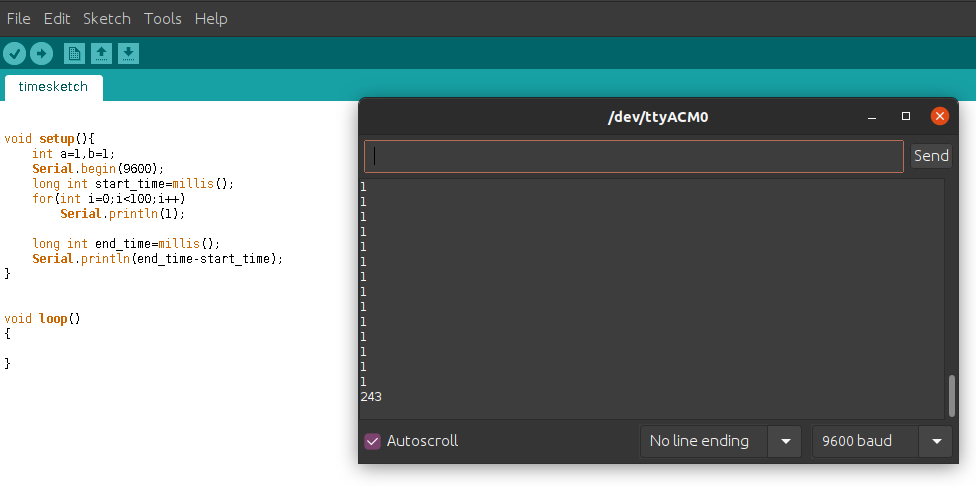 File Edit Sketch Tools Help
timesketch
void setup(){
    int a=1,b=1;
    Serial.begin(9600);
    long int start_time=millis();
    for(int i=0;i<100;i++)
        Serial.println(1);
    long int end_time=millis();
    Serial.println(end_time-start_time);
}
void loop()
{
}
/dev/ttyACM0
Send
1
1
1
1
1
1
1
1
1
1
1
1
1
1
243
Autoscroll No line ending 9600 baud